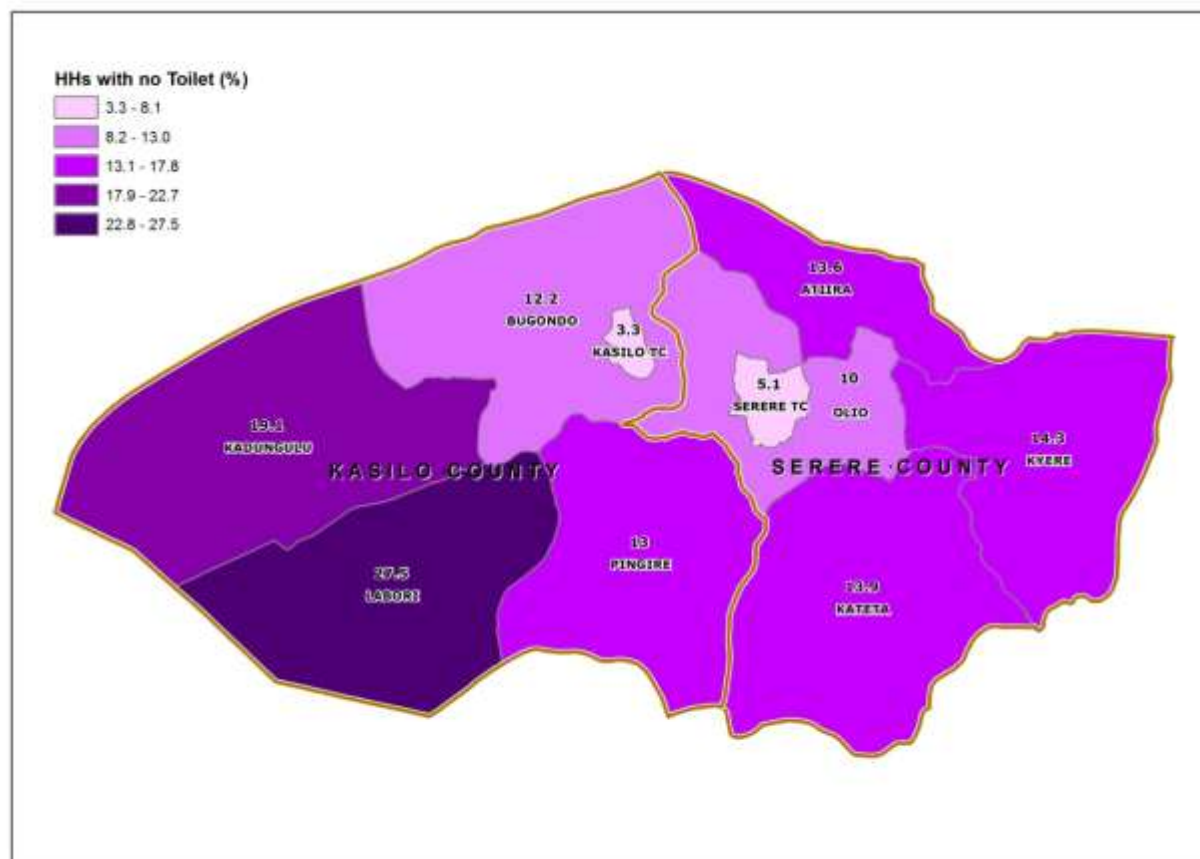 HHs with no Toilet (%)
3.3 - 8.1
8.2 - 13.0
13.1 - 17.8
17.9 - 22.7
22.8 - 27.5
13.6
ATIIRA
12.2
BUGONDO
3.3
KASILO TC
5.1
SERERE TC
10
OLIO
19.1
KADUNGULU
14.3
KYERE
KASILO COUNTY
SERERE COUNTY
13
PINGIRE
27.5
LABORI
13.9
KATETA